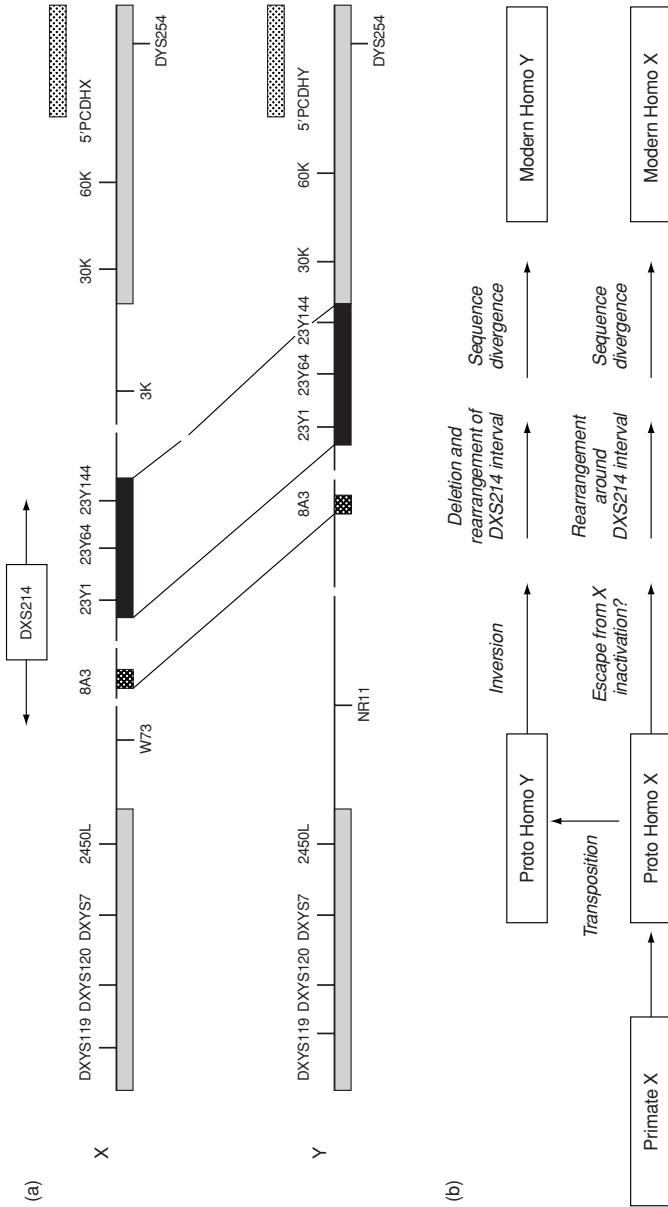 (a)
DXS214
X
DXYS119
DXYS120
DXYS7
2450L
W73
8A3
23Y1
23Y64
23Y144
3K
30K
60K
5'PCDHX
DYS254
Y
DXYS119
DXYS120
DXYS7
2450L
NR11
8A3
23Y1
23Y64
23Y144
30K
60K
5'PCDHY
DYS254
(b)
Primate X
Transposition
Proto Homo Y
Inversion
Deletion and
rearrangement of
DXS214 interval
Sequence
divergence
Modern Homo Y
Proto Homo X
Escape from X
inactivation?
Rearrangement
around
DXS214 interval
Sequence
divergence
Modern Homo X